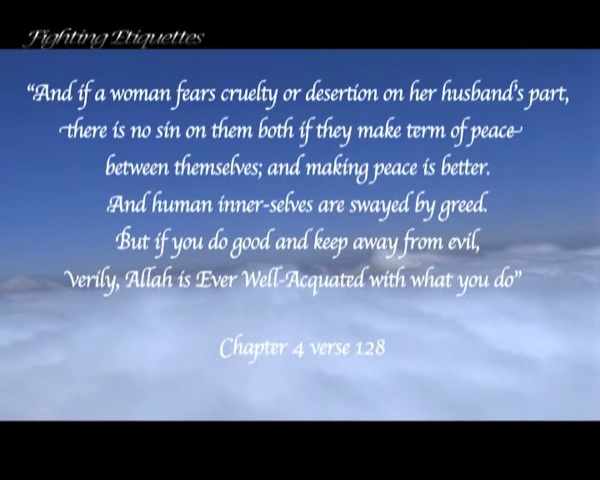 Fighting Etiquettes
“And if a woman fears cruelty or desertion on her husband's part,
there is no sin on them both if they make term of peace
between themselves; and making peace is better.
And human inner-selves are swayed by greed.
But if you do good and keep away from evil,
verily, Allah is Ever Well-Acquated with what you do”
Chapter 4 verse 128